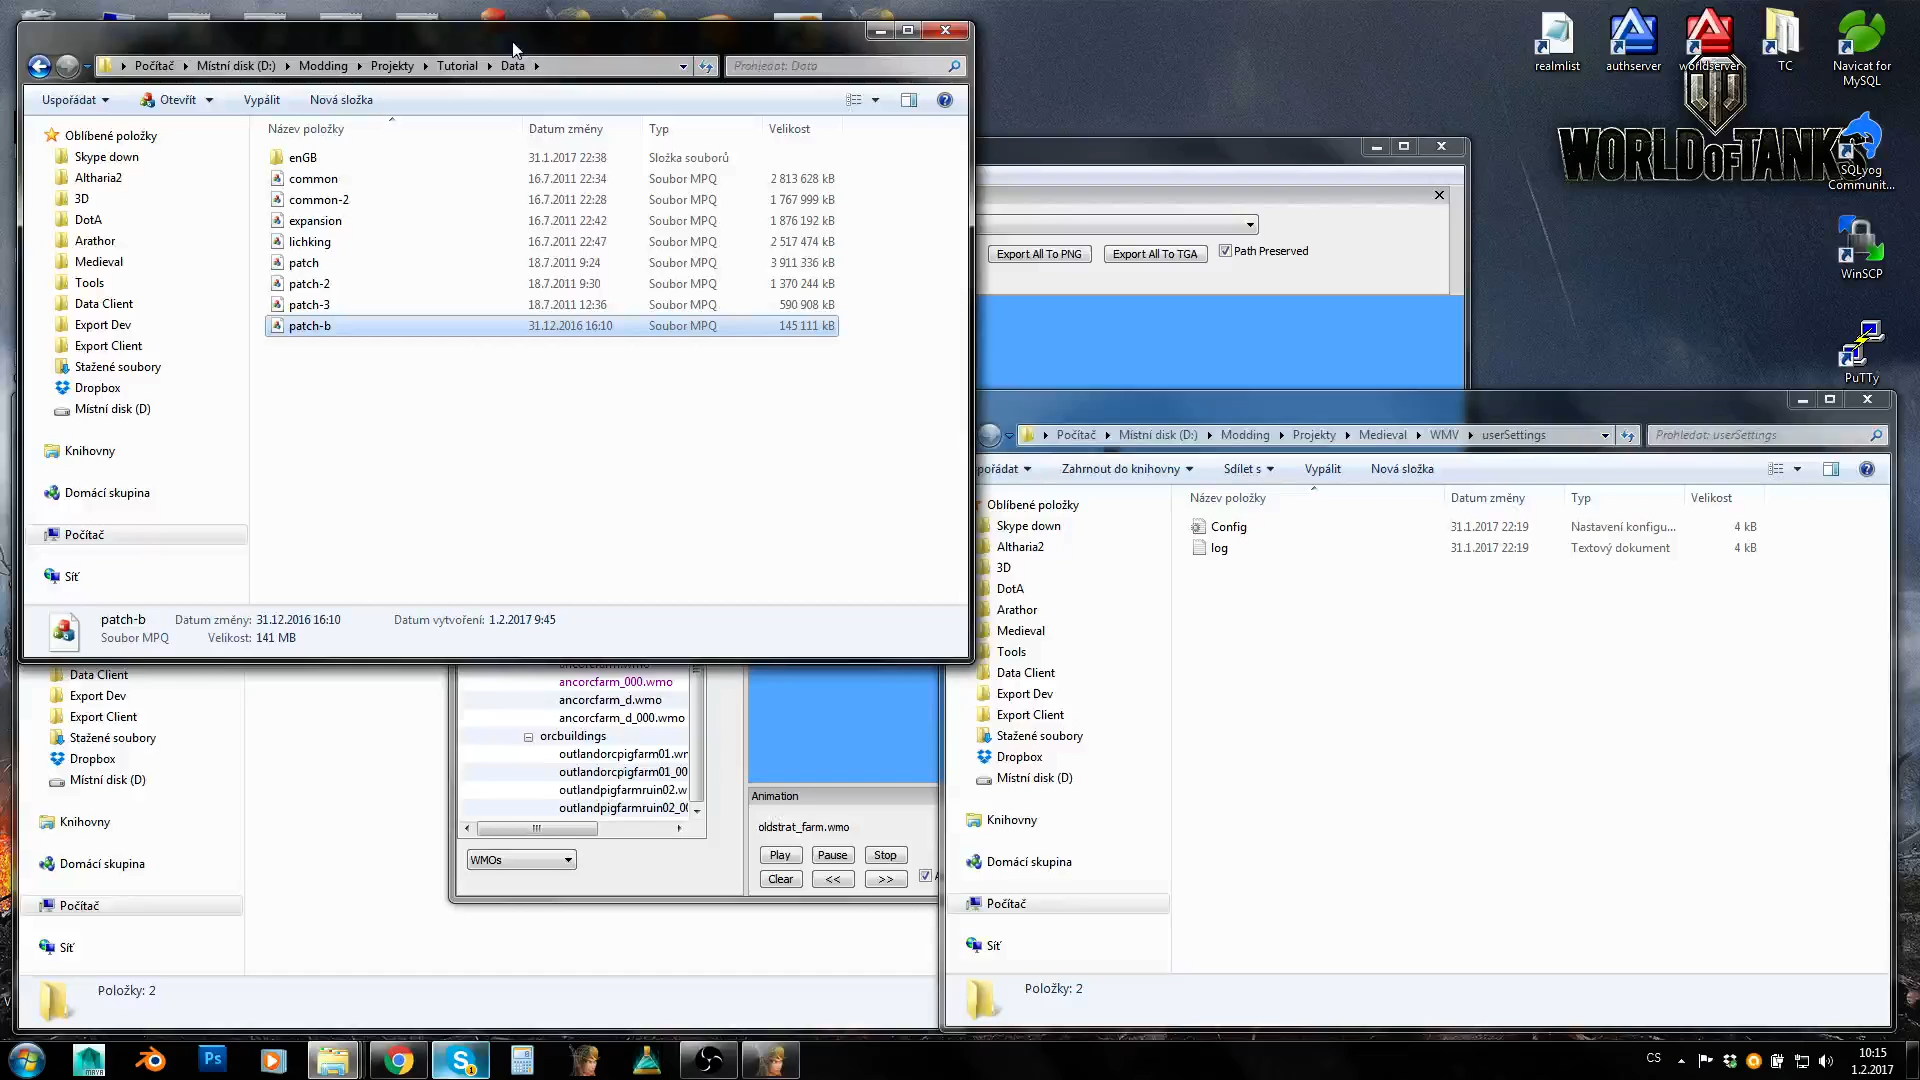 Počítač Místní disk (D:) Modding Projekty Tutorial Data
Prohledat: Data
Uspořádat Otevřít Vypálit Nová složka
Název položky Datum změny Typ Velikost
Oblíbené položky
Skype down
Altharia2
3D
DotA
Arathor
Medieval
Tools
Data Client
Export Dev
Export Client
Stažené soubory
Dropbox
Místní disk (D)
Knihovny
Domácí skupina
Počítač
Síť
enGB 31.1.2017 22:38 Složka souborů
common 16.7.2011 22:34 Soubor MPQ 2 813 628 kB
common-2 16.7.2011 22:28 Soubor MPQ 1 767 999 kB
expansion 16.7.2011 22:42 Soubor MPQ 1 876 192 kB
lichking 16.7.2011 22:47 Soubor MPQ 2 517 474 kB
patch 18.7.2011 9:24 Soubor MPQ 3 911 336 kB
patch-2 18.7.2011 9:30 Soubor MPQ 1 370 244 kB
patch-3 18.7.2011 12:36 Soubor MPQ 590 908 kB
patch-b 31.12.2016 16:10 Soubor MPQ 145 111 kB
patch-b Datum změny: 31.12.2016 16:10 Datum vytvoření: 1.2.2017 9:45
Soubor MPQ Velikost: 141 MB
Export All To PNG Export All To TGA Path Preserved
realmlist
authserver
worldserver
TC
Navicat for
MySQL
WORLD OF TANKS
SQLyog
Communit...
WinSCP
PuTTy
Počítač Místní disk (D:) Modding Projekty Medieval WMV userSettings
Prohledat: userSettings
pořádat Zahrnout do knihovny Sdílet s Vypálit Nová složka
Název položky Datum změny Typ Velikost
Oblíbené položky
Skype down
Altharia2
3D
DotA
Arathor
Medieval
Tools
Data Client
Export Dev
Export Client
Stažené soubory
Dropbox
Místní disk (D)
Knihovny
Domácí skupina
Počítač
Síť
Config 31.1.2017 22:19 Nastavení konfigu... 4 kB
log 31.1.2017 22:19 Textový dokument 4 kB
Položky: 2
Data Client
Export Dev
Export Client
Stažené soubory
Dropbox
Místní disk (D)
Knihovny
Domácí skupina
Počítač
Síť
Položky: 2
ancorcfarm_000.wmo
ancorcfarm_d.wmo
ancorcfarm_d_000.wmo
orcbuildings
outlandorcpigfarm01.wr
outlandorcpigfarm01_00
outlandpigfarmruin02.w
outlandpigfarmruin02_00
WMOs
Animation
oldstrat_farm.wmo
Play Pause Stop
Clear << >>
MAYA
Ps
CS
10:15
1.2.2017